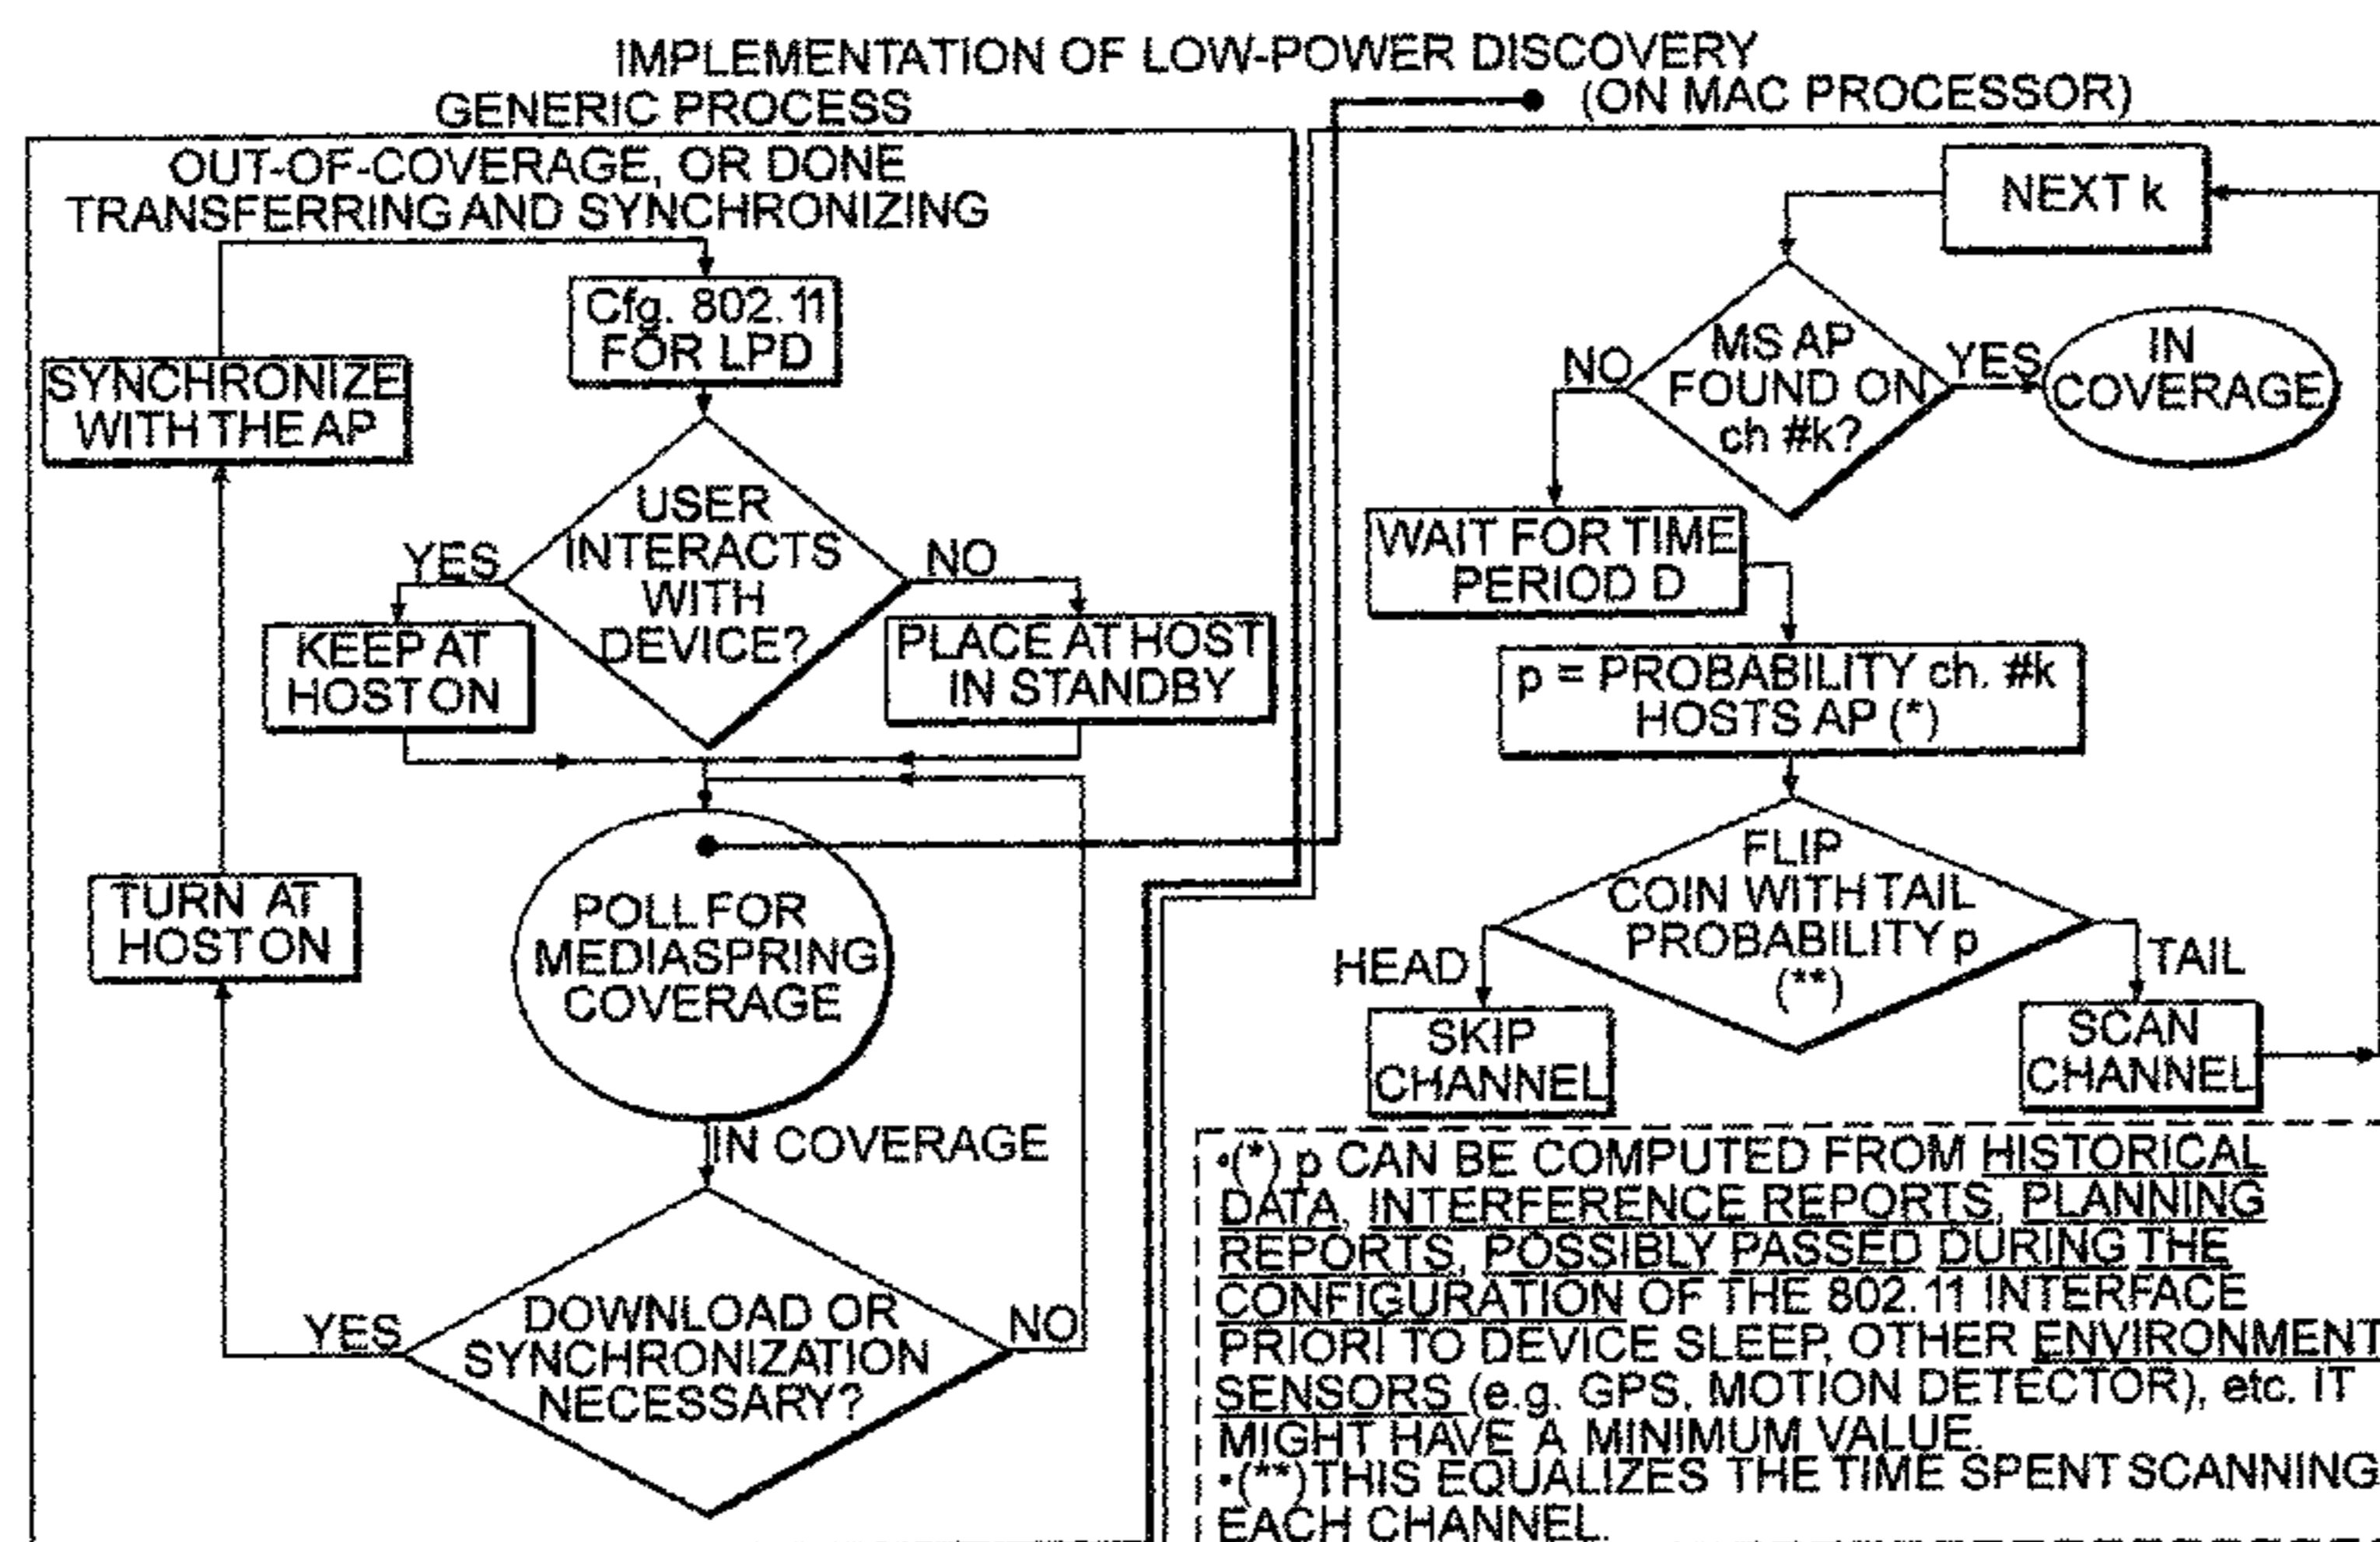 IMPLEMENTATION OF LOW-POWER DISCOVERY
(ON MAC PROCESSOR)
GENERIC PROCESS
OUT-OF-COVERAGE, OR DONE
TRANSFERRING AND SYNCHRONIZING
Cfg. 802.11
FOR LPD
SYNCHRONIZE
WITH THE AP
USER
INTERACTS
WITH
DEVICE?
YES
NO
KEEP AT
HOST ON
PLACE AT HOST
IN STANDBY
TURN AT
HOST ON
POLL FOR
MEDIASPRING
COVERAGE
IN COVERAGE
DOWNLOAD OR
SYNCHRONIZATION
NECESSARY?
YES
NO
NEXT k
MS AP
FOUND ON
ch #k?
NO
YES
IN
COVERAGE
WAIT FOR TIME
PERIOD D
p = PROBABILITY ch. #k
HOSTS AP (*)
FLIP
COIN WITH TAIL
PROBABILITY p
(**)
HEAD
TAIL
SKIP
CHANNEL
SCAN
CHANNEL
•(*) p CAN BE COMPUTED FROM HISTORICAL
DATA, INTERFERENCE REPORTS, PLANNING
REPORTS, POSSIBLY PASSED DURING THE
CONFIGURATION OF THE 802.11 INTERFACE
PRIORI TO DEVICE SLEEP, OTHER ENVIRONMENT
SENSORS (e.g. GPS, MOTION DETECTOR), etc. IT
MIGHT HAVE A MINIMUM VALUE.
•(**)THIS EQUALIZES THE TIME SPENT SCANNING
EACH CHANNEL.